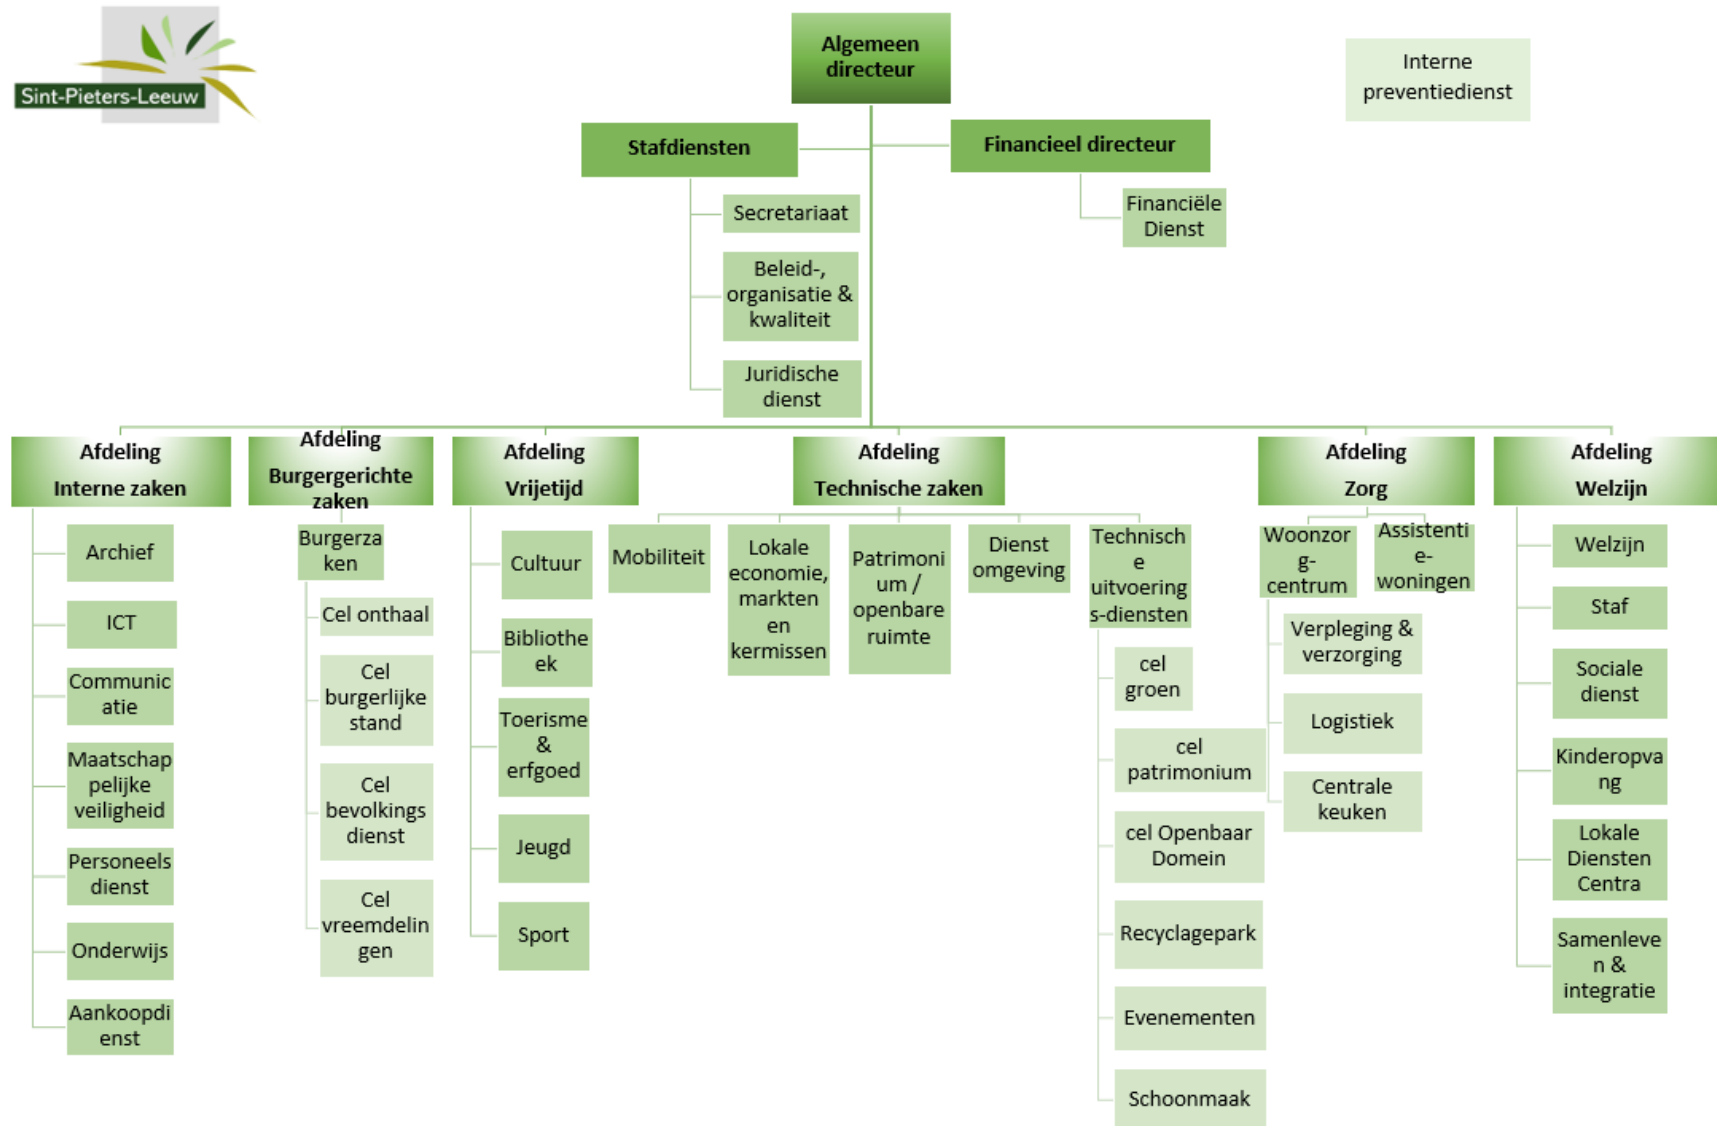 Sint-Pieters-Leeuw
Algemeen
directeur
Interne
preventiedienst
Stafdiensten
Financieel directeur
Secretariaat
Beleid-,
organisatie &
kwaliteit
Juridische
dienst
Financiële
Dienst
Afdeling
Interne zaken
Archief
ICT
Communic
atie
Maatschap
pelijke
veiligheid
Personeels
dienst
Onderwijs
Aankoopdi
enst
Afdeling
Burgergerichte
zaken
Burgerza
ken
Cel onthaal
Cel
burgerlijke
stand
Cel
bevolkings
dienst
Cel
vreemdelin
gen
Afdeling
Vrijetijd
Cultuur
Bibliothe
ek
Toerisme
&
erfgoed
Jeugd
Sport
Afdeling
Technische zaken
Mobiliteit
Lokale
economie,
markten
en
kermissen
Patrimoni
um /
openbare
ruimte
Dienst
omgeving
Technisch
e
uitvoering
s-diensten
cel
groen
cel
patrimonium
cel Openbaar
Domein
Recyclagepark
Evenementen
Schoonmaak
Afdeling
Zorg
Woonzor
g-
centrum
Verpleging &
verzorging
Logistiek
Centrale
keuken
Assistenti
e-
woningen
Afdeling
Welzijn
Welzijn
Staf
Sociale
dienst
Kinderopva
ng
Lokale
Diensten
Centra
Samenleve
n &
integratie